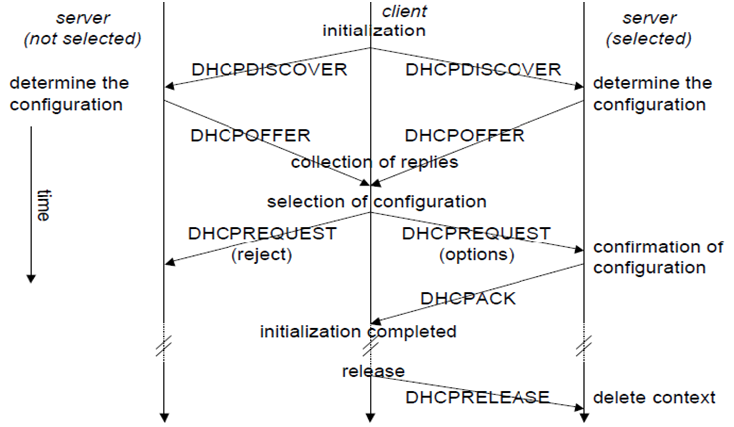 server
(not selected)
client
initialization
server
(selected)
DHCPDISCOVER
DHCPDISCOVER
determine the
configuration
determine the
configuration
DHCPOFFER
DHCPOFFER
collection of replies
time
selection of configuration
DHCPREQUEST
(reject)
DHCPREQUEST
(options)
confirmation of
configuration
DHCPACK
initialization completed
release
DHCPRELEASE
delete context